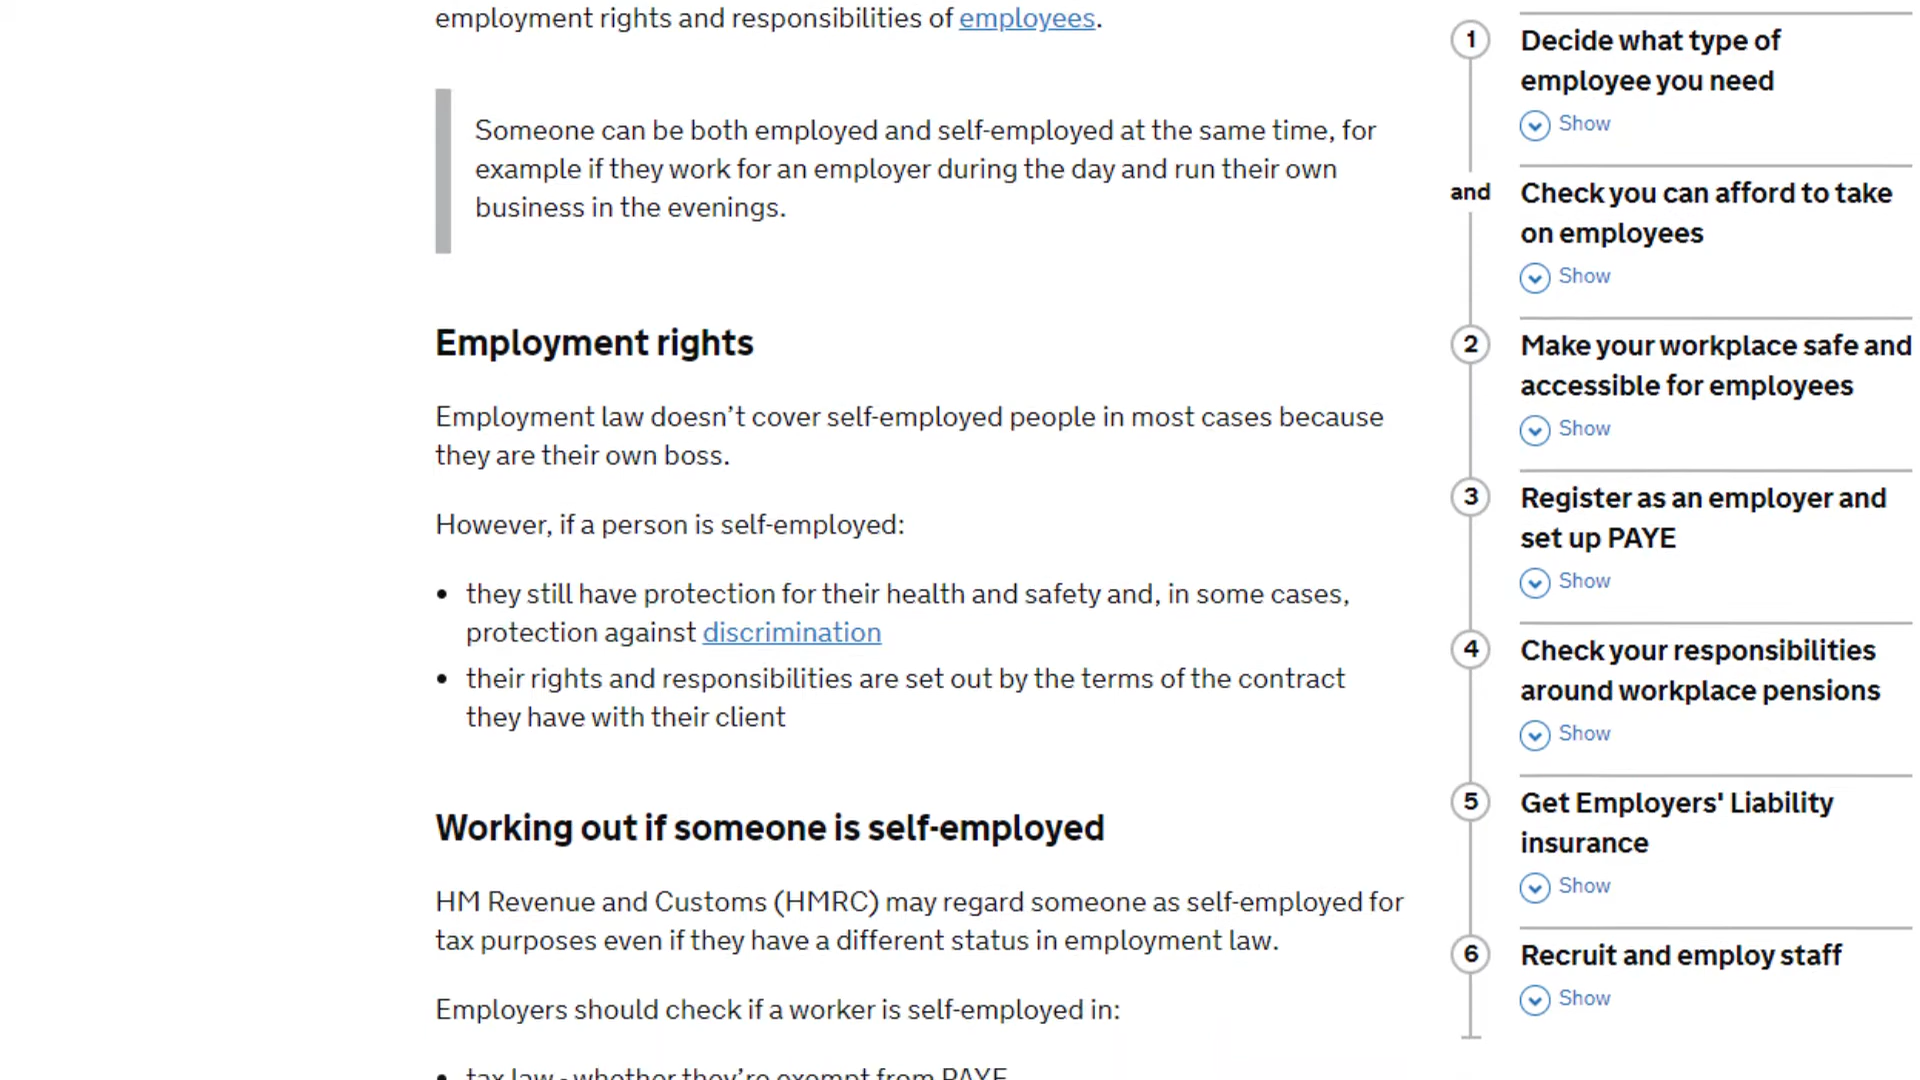 employment rights and responsibilities of employees.
Someone can be both employed and self-employed at the same time, for
example if they work for an employer during the day and run their own
business in the evenings.
Employment rights
Employment law doesn’t cover self-employed people in most cases because
they are their own boss.
However, if a person is self-employed:
• they still have protection for their health and safety and, in some cases,
protection against discrimination
• their rights and responsibilities are set out by the terms of the contract
they have with their client
Working out if someone is self-employed
HM Revenue and Customs (HMRC) may regard someone as self-employed for
tax purposes even if they have a different status in employment law.
Employers should check if a worker is self-employed in:
• tax law - whether they’re exempt from PAYE
1 Decide what type of
employee you need
Show
and Check you can afford to take
on employees
Show
2 Make your workplace safe and
accessible for employees
Show
3 Register as an employer and
set up PAYE
Show
4 Check your responsibilities
around workplace pensions
Show
5 Get Employers' Liability
insurance
Show
6 Recruit and employ staff
Show